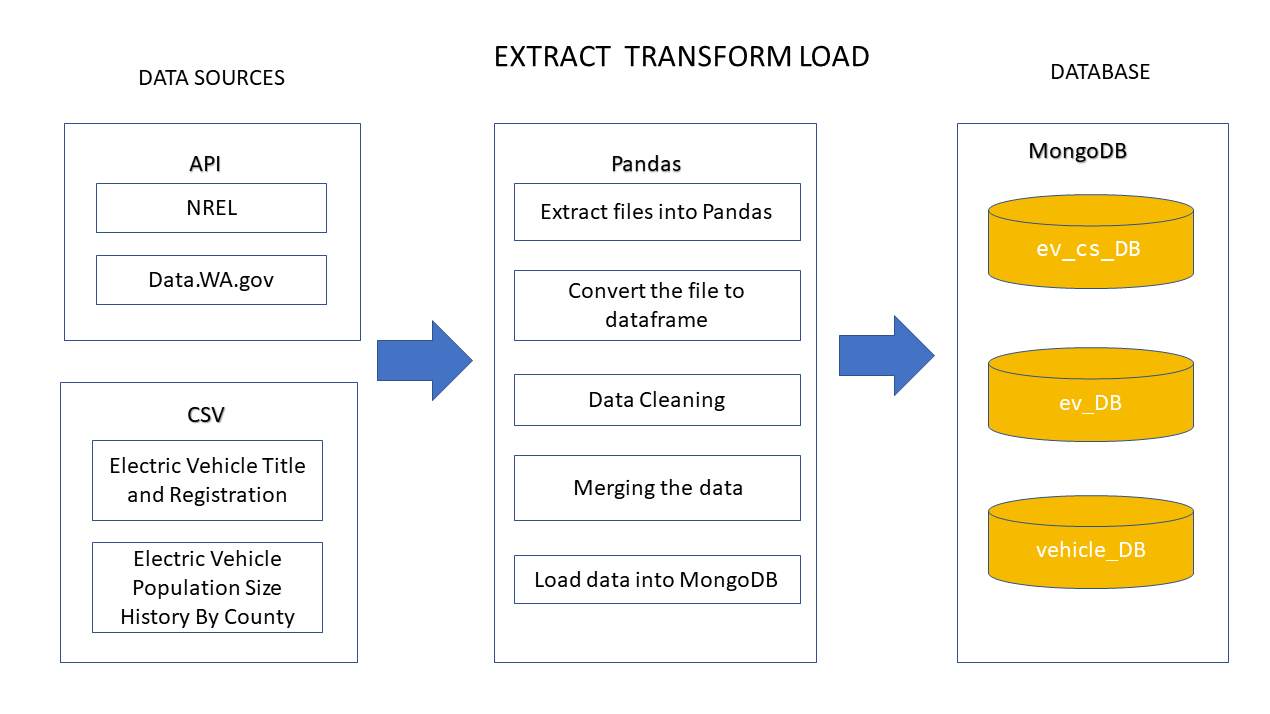 EXTRACT TRANSFORM LOAD
DATA SOURCES
API
NREL
Data.WA.gov
CSV
Electric Vehicle Title
and Registration
Electric Vehicle
Population Size
History By County
Pandas
Extract files into Pandas
Convert the file to
dataframe
Data Cleaning
Merging the data
Load data into MongoDB
DATABASE
MongoDB
ev_cs_DB
ev_DB
vehicle_DB